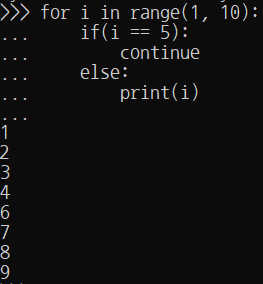 >>> for i in range(1, 10):
...     if(i == 5):
...         continue
...     else:
...         print(i)
...
1
2
3
4
6
7
8
9